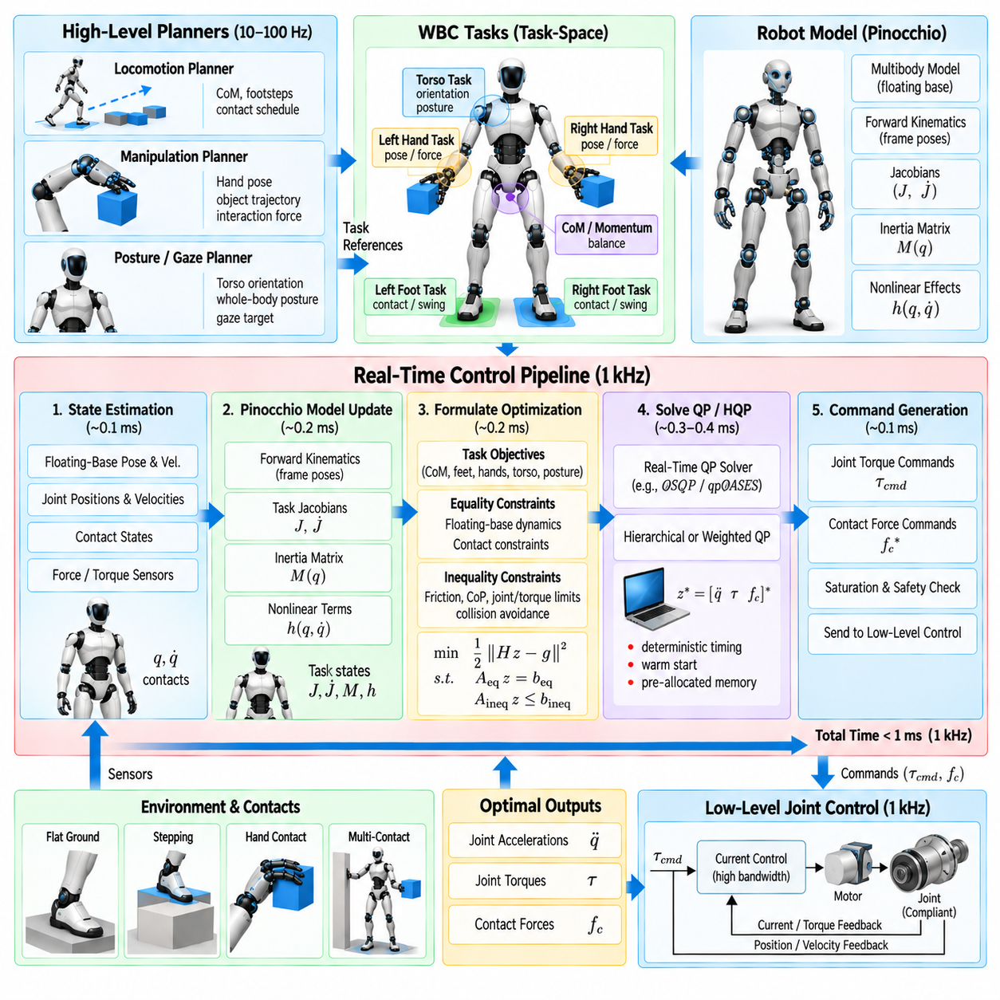 High-Level Planners (10–100 Hz)
Locomotion Planner
CoM, footsteps
contact schedule
Manipulation Planner
Hand pose
object trajectory
interaction force
Posture / Gaze Planner
Torso orientation
whole-body posture
gaze target
Task
References
WBC Tasks (Task-Space)
Torso Task
orientation
posture
Left Hand Task
pose / force
Right Hand Task
pose / force
CoM / Momentum
balance
Left Foot Task
contact / swing
Right Foot Task
contact / swing
Robot Model (Pinocchio)
Multibody Model
(floating base)
Forward Kinematics
(frame poses)
Jacobians
(J, J̇)
Inertia Matrix
M(q)
Nonlinear Effects
h(q, q̇)
Real-Time Control Pipeline (1 kHz)
1. State Estimation
(~0.1 ms)
Floating-Base Pose & Vel.
Joint Positions & Velocities
Contact States
Force / Torque Sensors
q, q̇
contacts
2. Pinocchio Model Update
(~0.2 ms)
Forward Kinematics
(frame poses)
Task Jacobians
J, J̇
Inertia Matrix
M(q)
Nonlinear Terms
h(q, q̇)
Task states
J, J̇, M, h
3. Formulate Optimization
(~0.2 ms)
Task Objectives
(CoM, feet, hands, torso, posture)
Equality Constraints
Floating-base dynamics
Contact constraints
Inequality Constraints
Friction, CoP, joint/torque limits
collision avoidance
min 1/2 ||Hz − g||²
s.t. A_eq z = b_eq
A_ineq z ≤ b_ineq
4. Solve QP / HQP
(~0.3–0.4 ms)
Real-Time QP Solver
(e.g., OSQP / qpOASES)
Hierarchical or Weighted QP
z* = [q̈ τ f_c]*
• deterministic timing
• warm start
• pre-allocated memory
5. Command Generation
(~0.1 ms)
Joint Torque Commands
τ_cmd
Contact Force Commands
f_c*
Saturation & Safety Check
Send to Low-Level Control
Total Time < 1 ms (1 kHz)
Sensors
Commands (τ_cmd, f_c)
Environment & Contacts
Flat Ground
Stepping
Hand Contact
Multi-Contact
Optimal Outputs
Joint Accelerations q̈
Joint Torques τ
Contact Forces f_c
Low-Level Joint Control (1 kHz)
τ_cmd
Current Control
(high bandwidth)
Motor
Joint
(Compliant)
Current / Torque Feedback
Position / Velocity Feedback